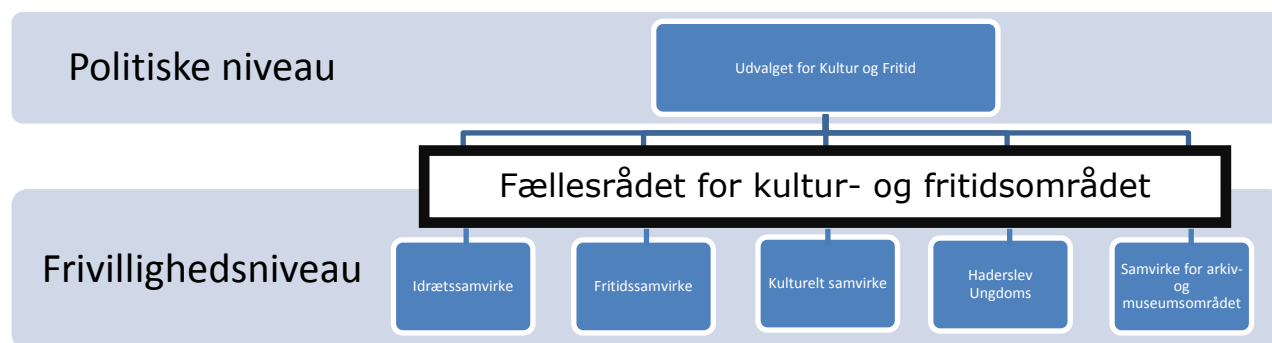 Politiske niveau
Udvalget for Kultur og Fritid
Fællesrådet for kultur- og fritidsområdet
Frivillighedsniveau
Idrætssamvirke
Fritidssamvirke
Kulturelt samvirke
Haderslev
Ungdoms
Samvirke for arkiv-
og
museumsområdet